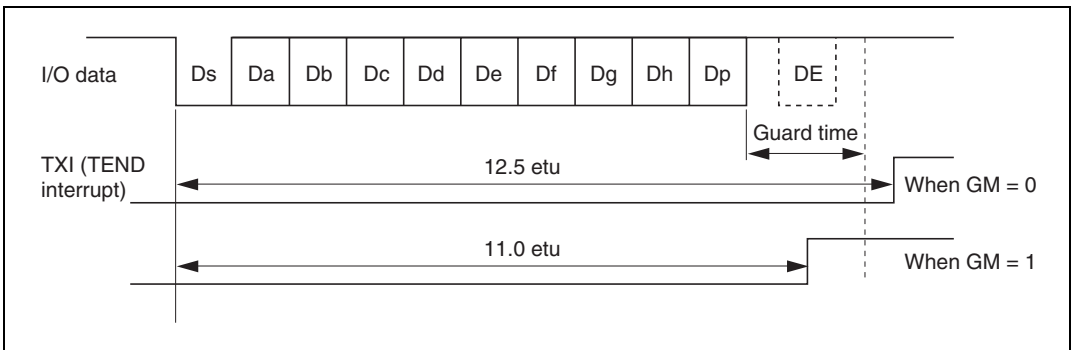 I/O data
Ds Da Db Dc Dd De Df Dg Dh Dp DE
Guard time
TXI (TEND
interrupt)
12.5 etu
When GM = 0
11.0 etu
When GM = 1